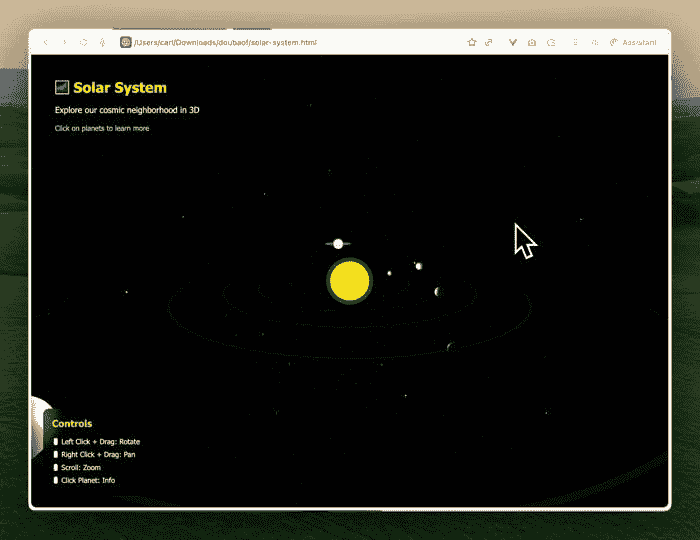 /Users/carl/Downloads/doubaof/solar-system.html
Assistant
Solar System
Explore our cosmic neighborhood in 3D
Click on planets to learn more
Controls
Left Click + Drag: Rotate
Right Click + Drag: Pan
Scroll: Zoom
Click Planet: Info